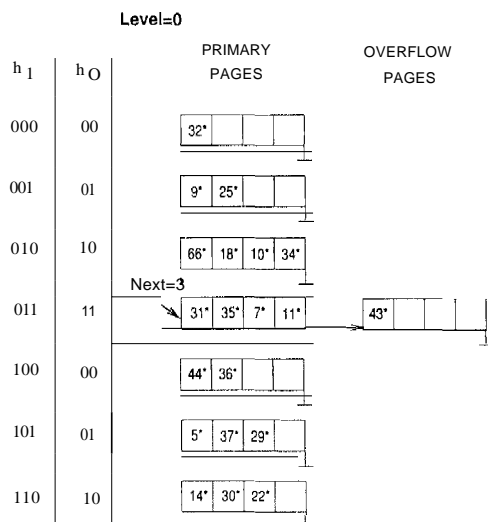 Level=0
h 1 h O PRIMARY PAGES OVERFLOW PAGES
000 00 32*
001 01 9* 25*
010 10 66* 18* 10* 34*
Next=3
011 11 31* 35* 7* 11* 43*
100 00 44* 36*
101 01 5* 37* 29*
110 10 14* 30* 22*